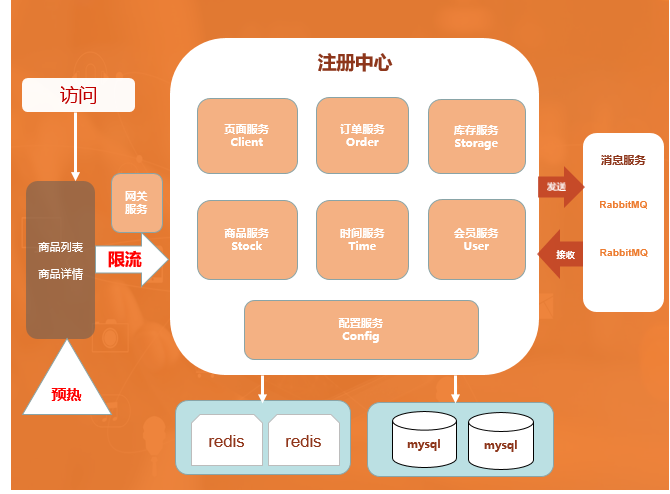 注册中心
访问
页面服务
Client
订单服务
Order
库存服务
Storage
消息服务
网关
服务
发送
RabbitMQ
商品服务
Stock
时间服务
Time
会员服务
User
商品列表
商品详情
限流
接收
RabbitMQ
配置服务
Config
预热
redis
redis
mysql
mysql